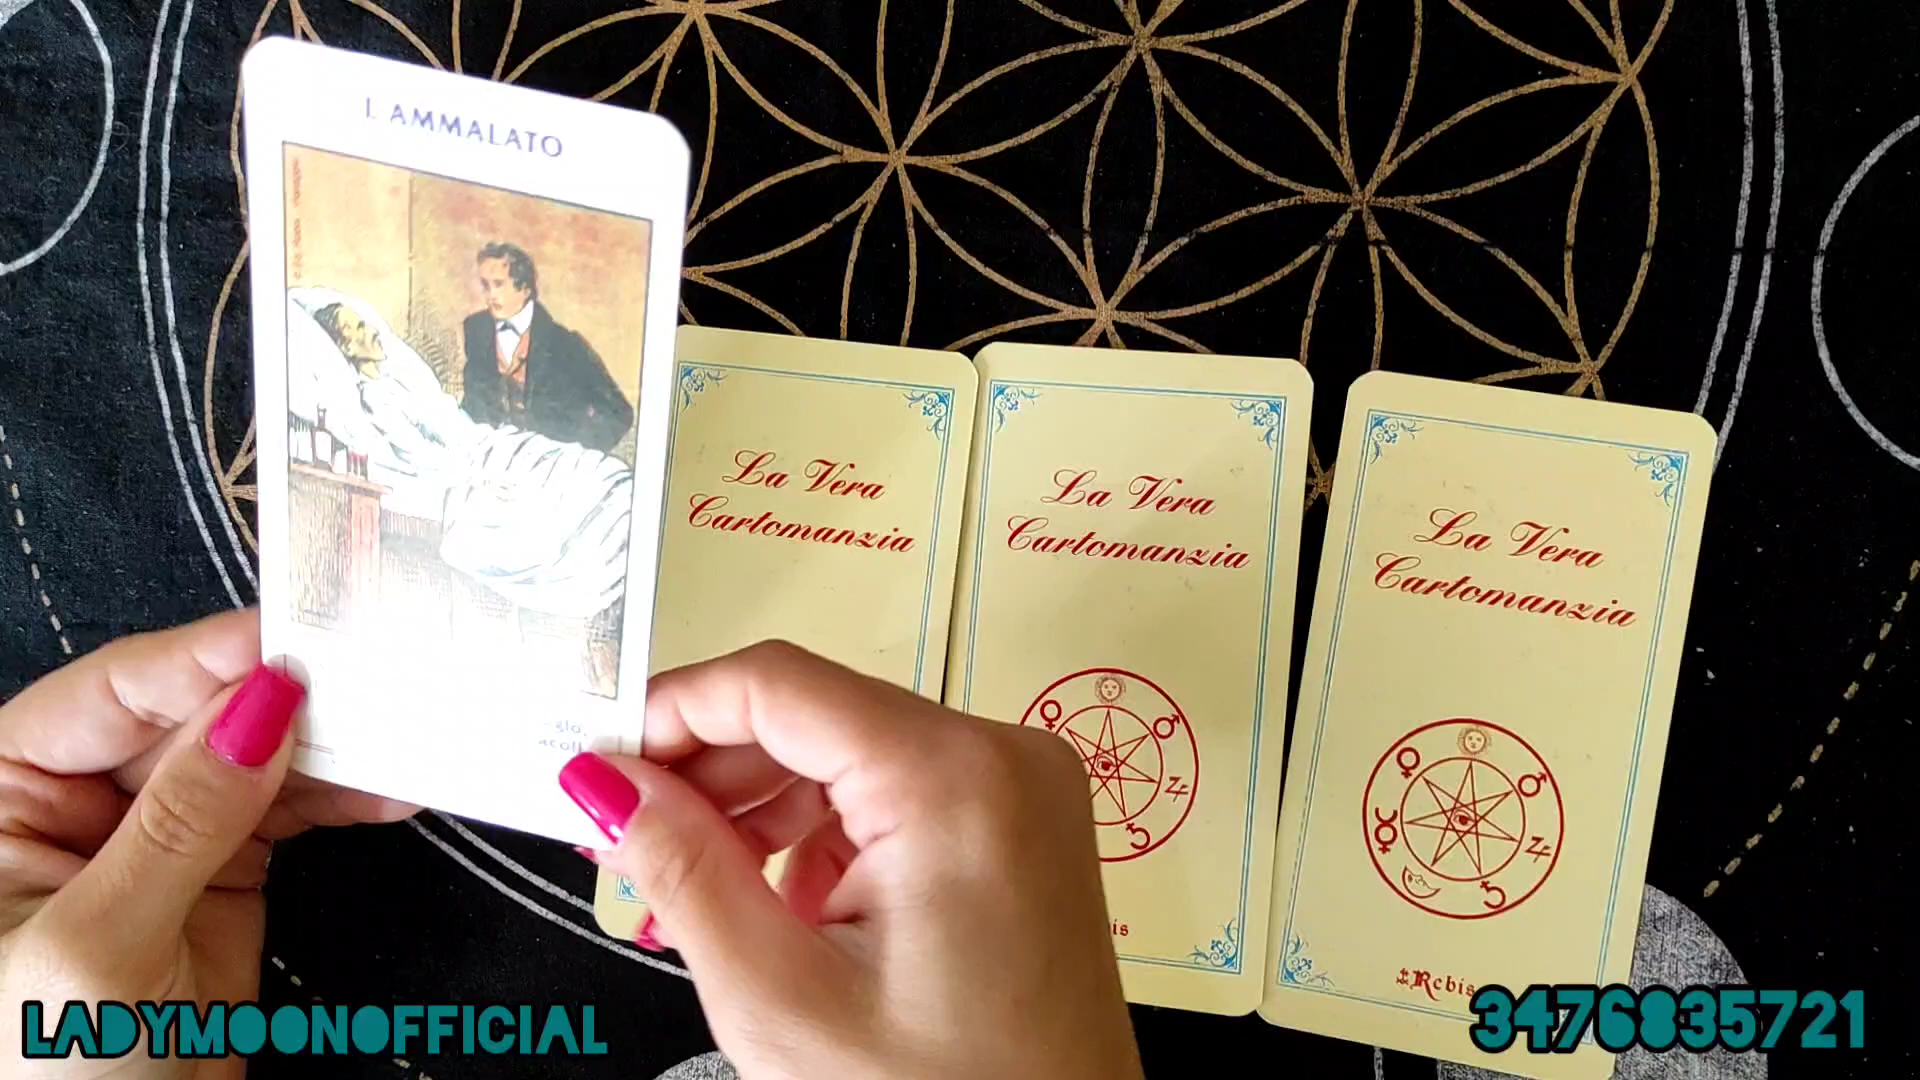 L AMMALATO
La Vera
Cartomanzia
La Vera
Cartomanzia
La Vera
Cartomanzia
Rebis
LADYMOONOFFICIAL
3476835721